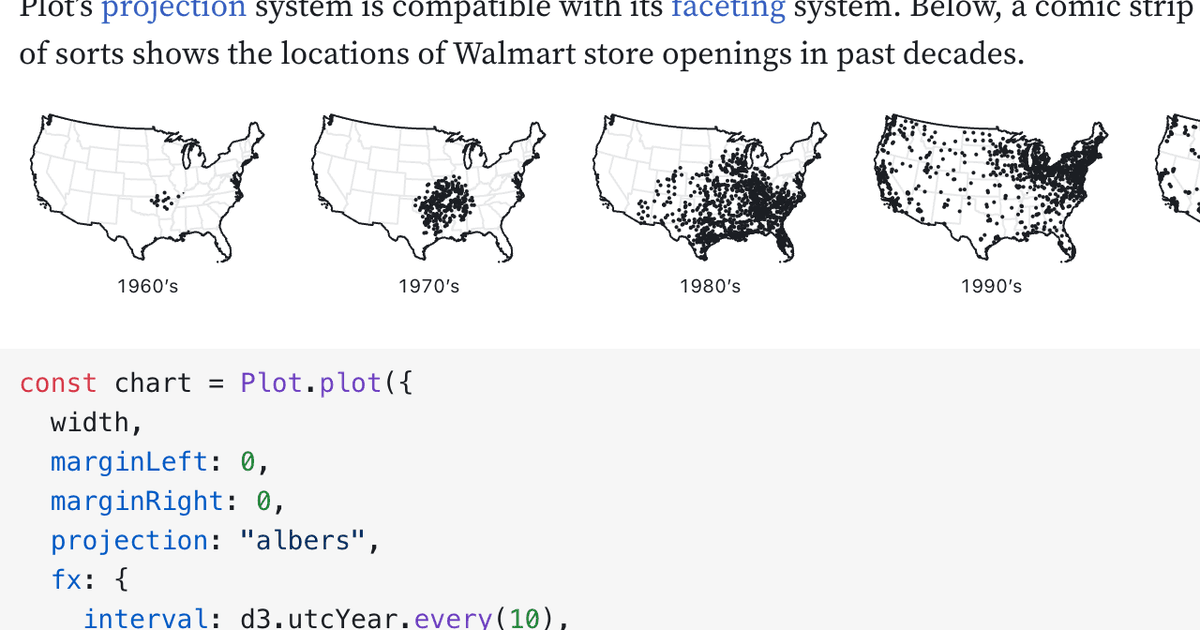 Plot's projection system is compatible with its faceting system. Below, a comic strip
of sorts shows the locations of Walmart store openings in past decades.
1960's 1970's 1980's 1990's
const chart = Plot.plot({
  width,
  marginLeft: 0,
  marginRight: 0,
  projection: "albers",
  fx: {
    interval: d3.utcYear.every(10),